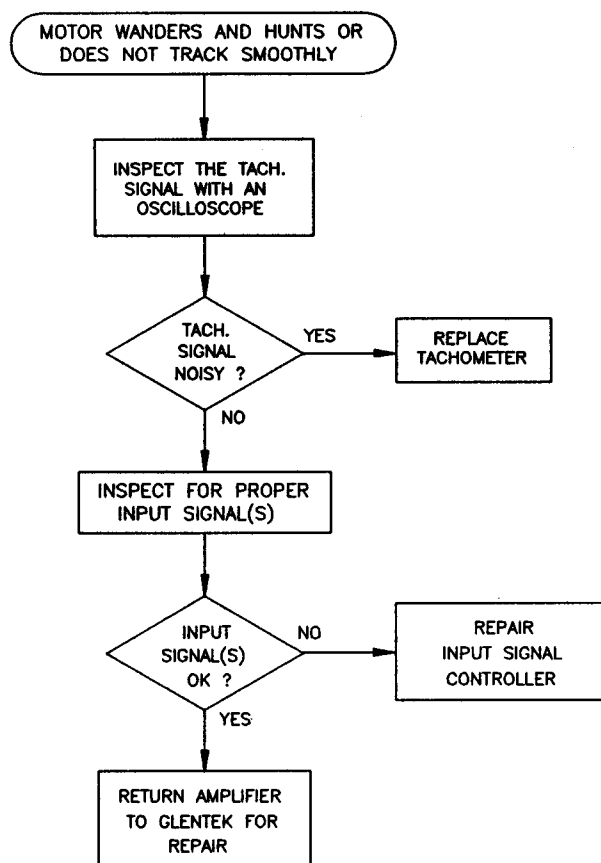 MOTOR WANDERS AND HUNTS OR
DOES NOT TRACK SMOOTHLY
INSPECT THE TACH.
SIGNAL WITH AN
OSCILLOSCOPE
TACH.
SIGNAL
NOISY ?
YES
REPLACE
TACHOMETER
NO
INSPECT FOR PROPER
INPUT SIGNAL(S)
INPUT
SIGNAL(S)
OK ?
NO
REPAIR
INPUT SIGNAL
CONTROLLER
YES
RETURN AMPLIFIER
TO GLENTEK FOR
REPAIR